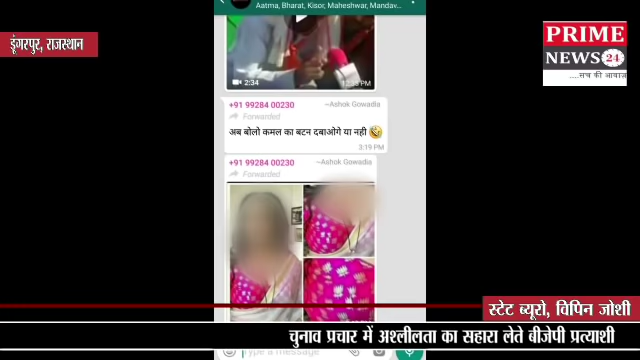 Aatma, Bharat, Kisor, Maheshwar, Mandav...
डूंगरपुर, राजस्थान
PRIME
NEWS 24
....सच की आवाज़
2:34
+91 99284 00230 ~Ashok Gowadia
Forwarded
अब बोलो कमल का बटन दबाओगे या नही 🤣
3:19 PM
+91 99284 00230 ~Ashok Gowadia
Forwarded
स्टेट ब्यूरो, विपिन जोशी
चुनाव प्रचार में अश्लीलता का सहारा लेते बीजेपी प्रत्याशी
Type a message